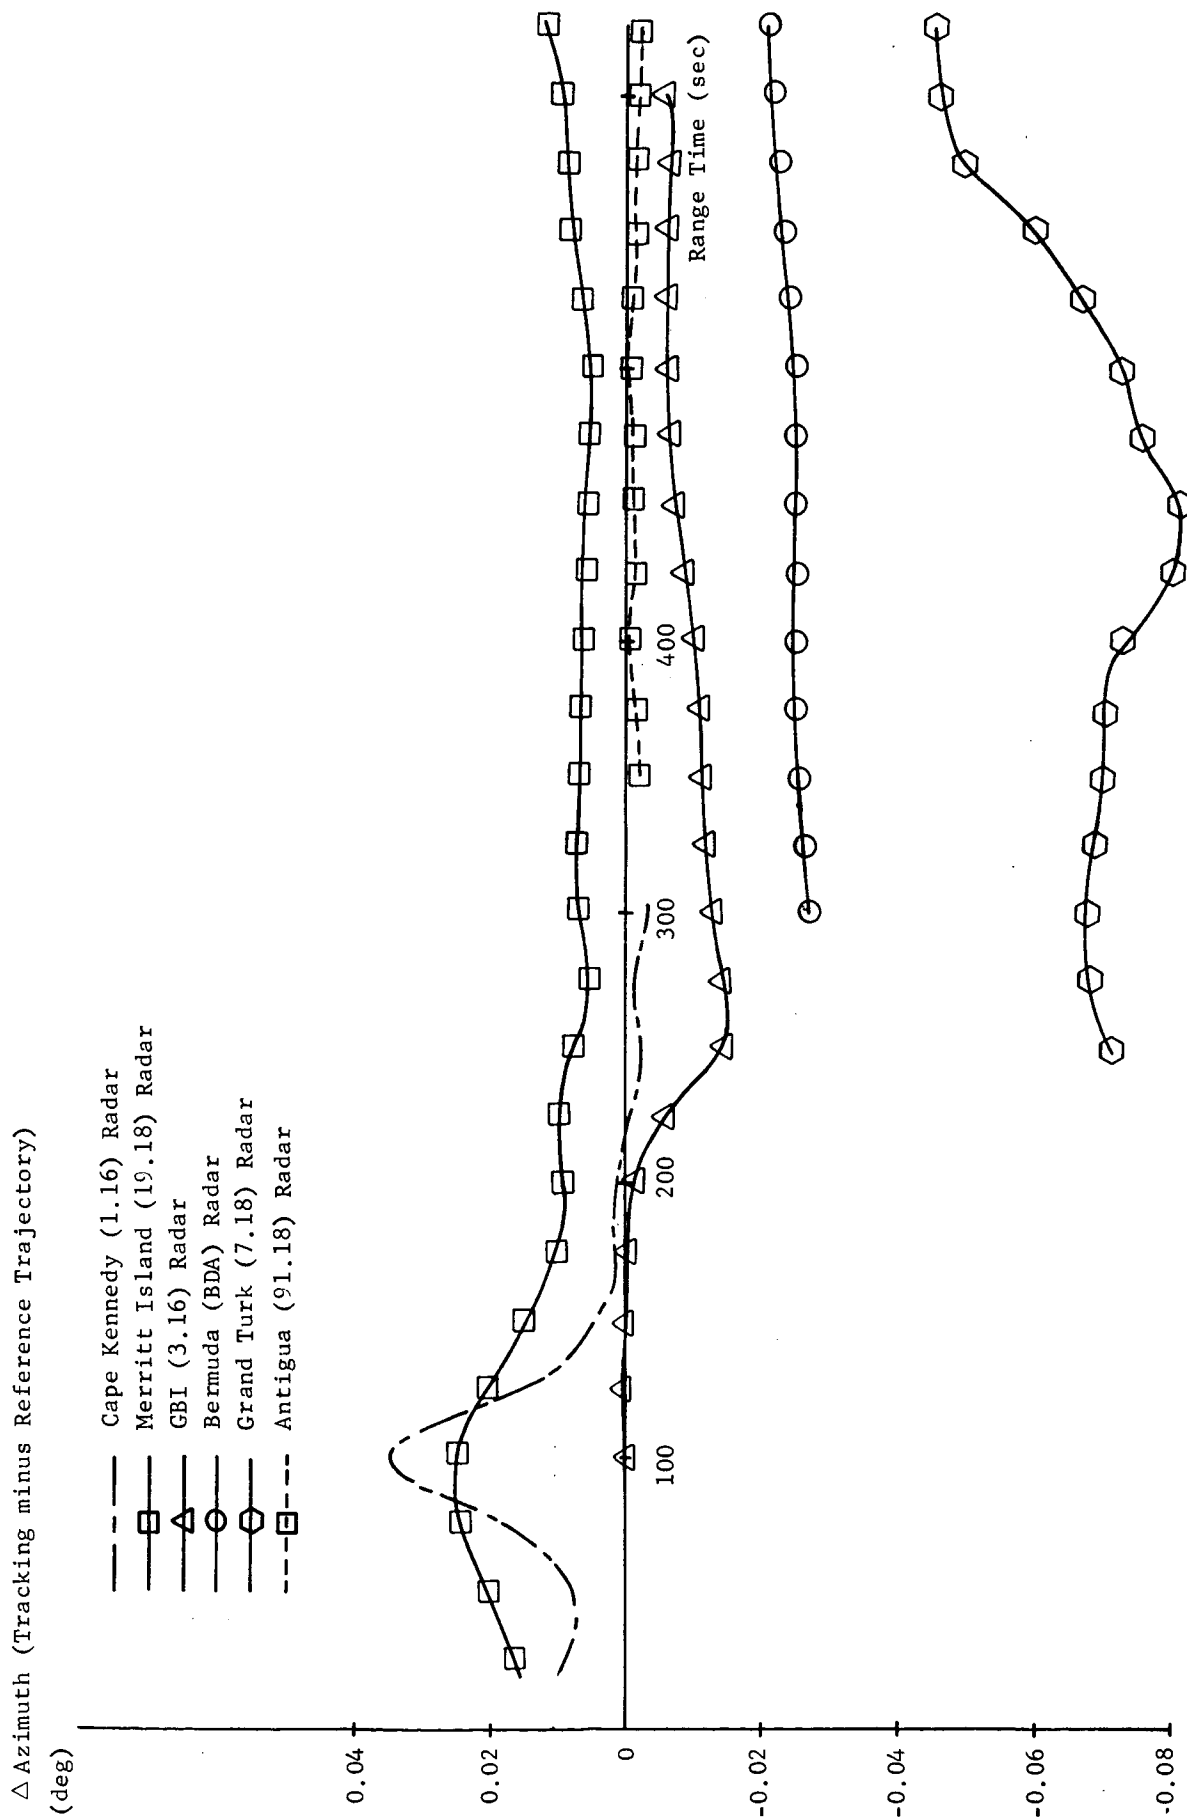 Δ Azimuth (Tracking minus Reference Trajectory)
(deg)
Cape Kennedy (1.16) Radar
Merritt Island (19.18) Radar
GBI (3.16) Radar
Bermuda (BDA) Radar
Grand Turk (7.18) Radar
Antigua (91.18) Radar
0.04
0.02
0
-0.02
-0.04
-0.06
-0.08
100
200
300
400
Range Time (sec)